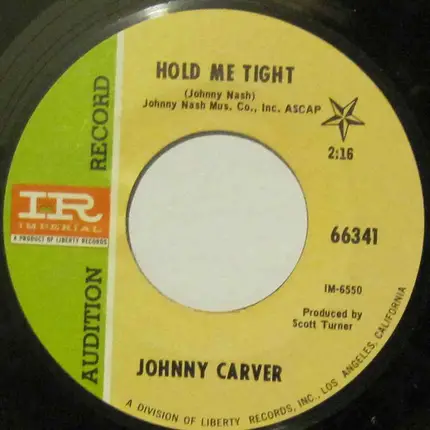 HOLD ME TIGHT
(Johnny Nash)
Johnny Nash Mus. Co., Inc. ASCAP
2:16
AUDITION RECORD
IR
IMPERIAL
A PRODUCT OF LIBERTY RECORDS
66341
IM-6550
Produced by
Scott Turner
JOHNNY CARVER
A DIVISION OF LIBERTY RECORDS, INC., LOS ANGELES, CALIFORNIA